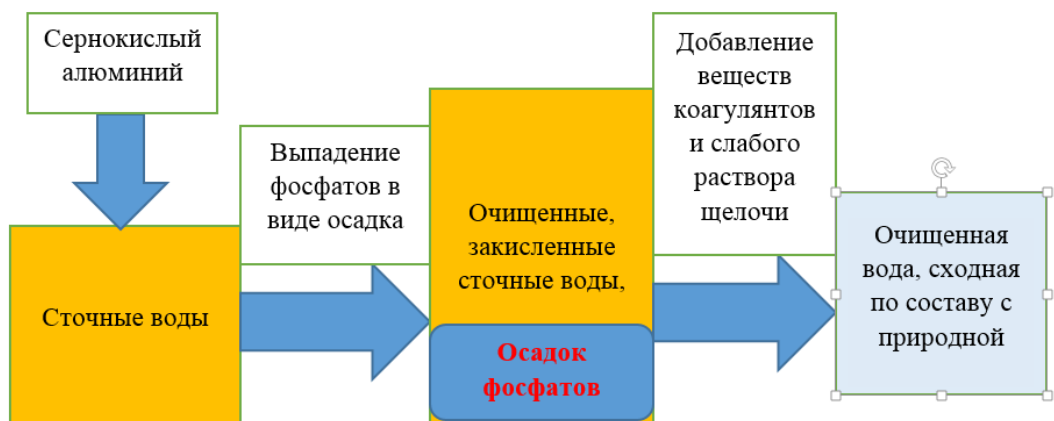 Сернокислый
алюминий
Сточные воды
Выпадение
фосфатов в
виде осадка
Очищенные,
закисленные
сточные воды,
Осадок
фосфатов
Добавление
веществ
коагулянтов
и слабого
раствора
щелочи
Очищенная
вода, сходная
по составу с
природной